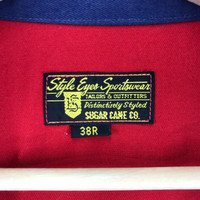 Style Eyes Sportswear
TAILORS & OUTFITTERS
Distinctively Styled
SUGAR CANE CO.
38R